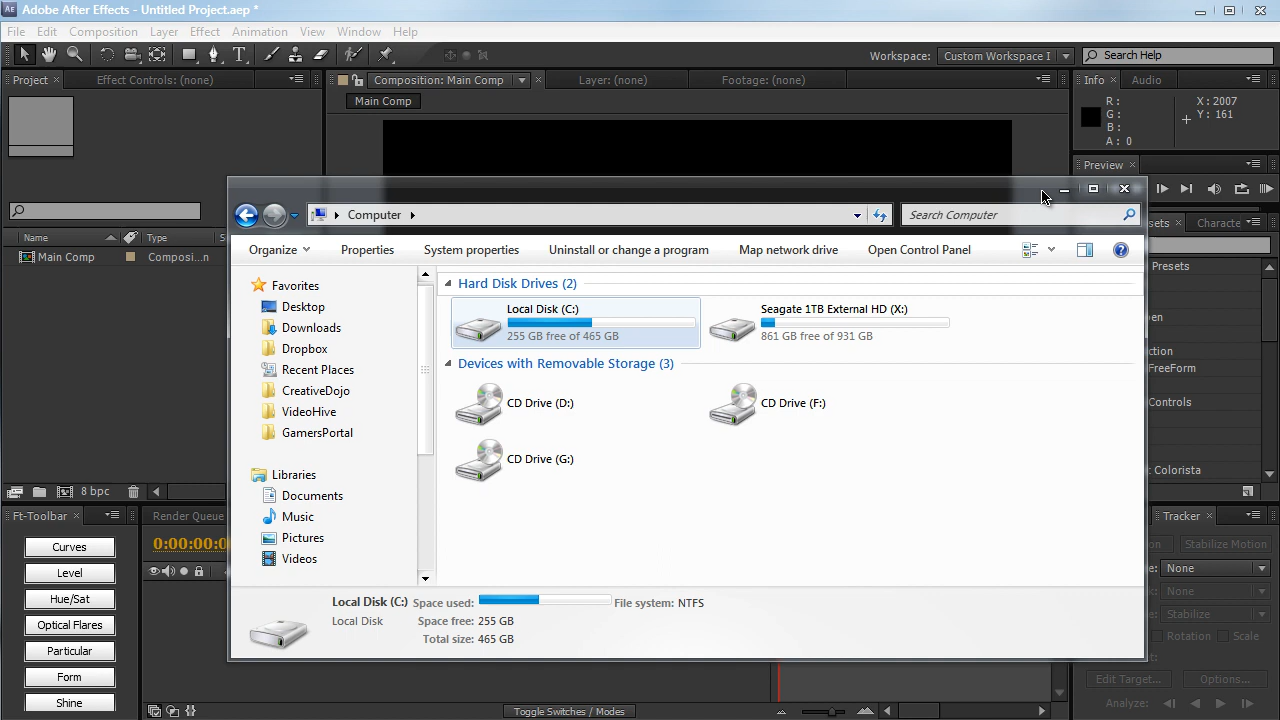 Adobe After Effects - Untitled Project.aep *
File Edit Composition Layer Effect Animation View Window Help
Workspace: Custom Workspace Search Help
Project Effect Controls: (none) Composition: Main Comp Layer: (none) Footage: (none) Info Audio
Main Comp
R :
G :
B :
A : 0
X : 2007
Y : 161
Preview
Computer
Search Computer
Organize Properties System properties Uninstall or change a program Map network drive Open Control Panel
Name Type
Main Comp Composi...n
Favorites
Desktop
Downloads
Dropbox
Recent Places
CreativeDojo
VideoHive
GamersPortal
Libraries
Documents
Music
Pictures
Videos
Hard Disk Drives (2)
Local Disk (C:)
255 GB free of 465 GB
Seagate 1TB External HD (X:)
861 GB free of 931 GB
Devices with Removable Storage (3)
CD Drive (D:) CD Drive (F:)
CD Drive (G:)
Local Disk (C:) Space used: File system: NTFS
Local Disk Space free: 255 GB
Total size: 465 GB
Presets
FreeForm
Colorista
8 bpc
Ft-Toolbar Render Queue
0:00:00:0
Curves
Level
Hue/Sat
Optical Flares
Particular
Form
Shine
Toggle Switches / Modes
Tracker
Stabilize Motion
None
None
Stabilize
Rotation Scale
Edit Target... Options...
Analyze: